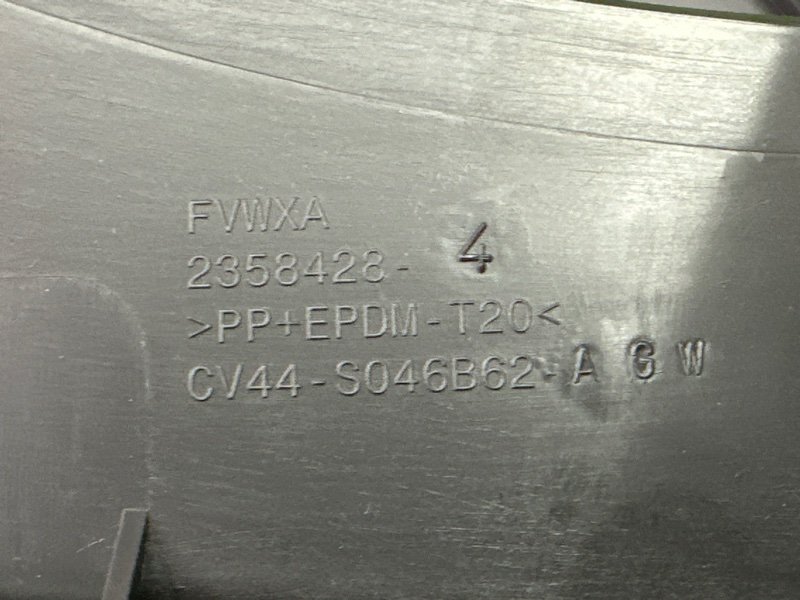 FVWXA
2358428- 4
>PP+EPDM-T20<
CV44-S046B62-A G W